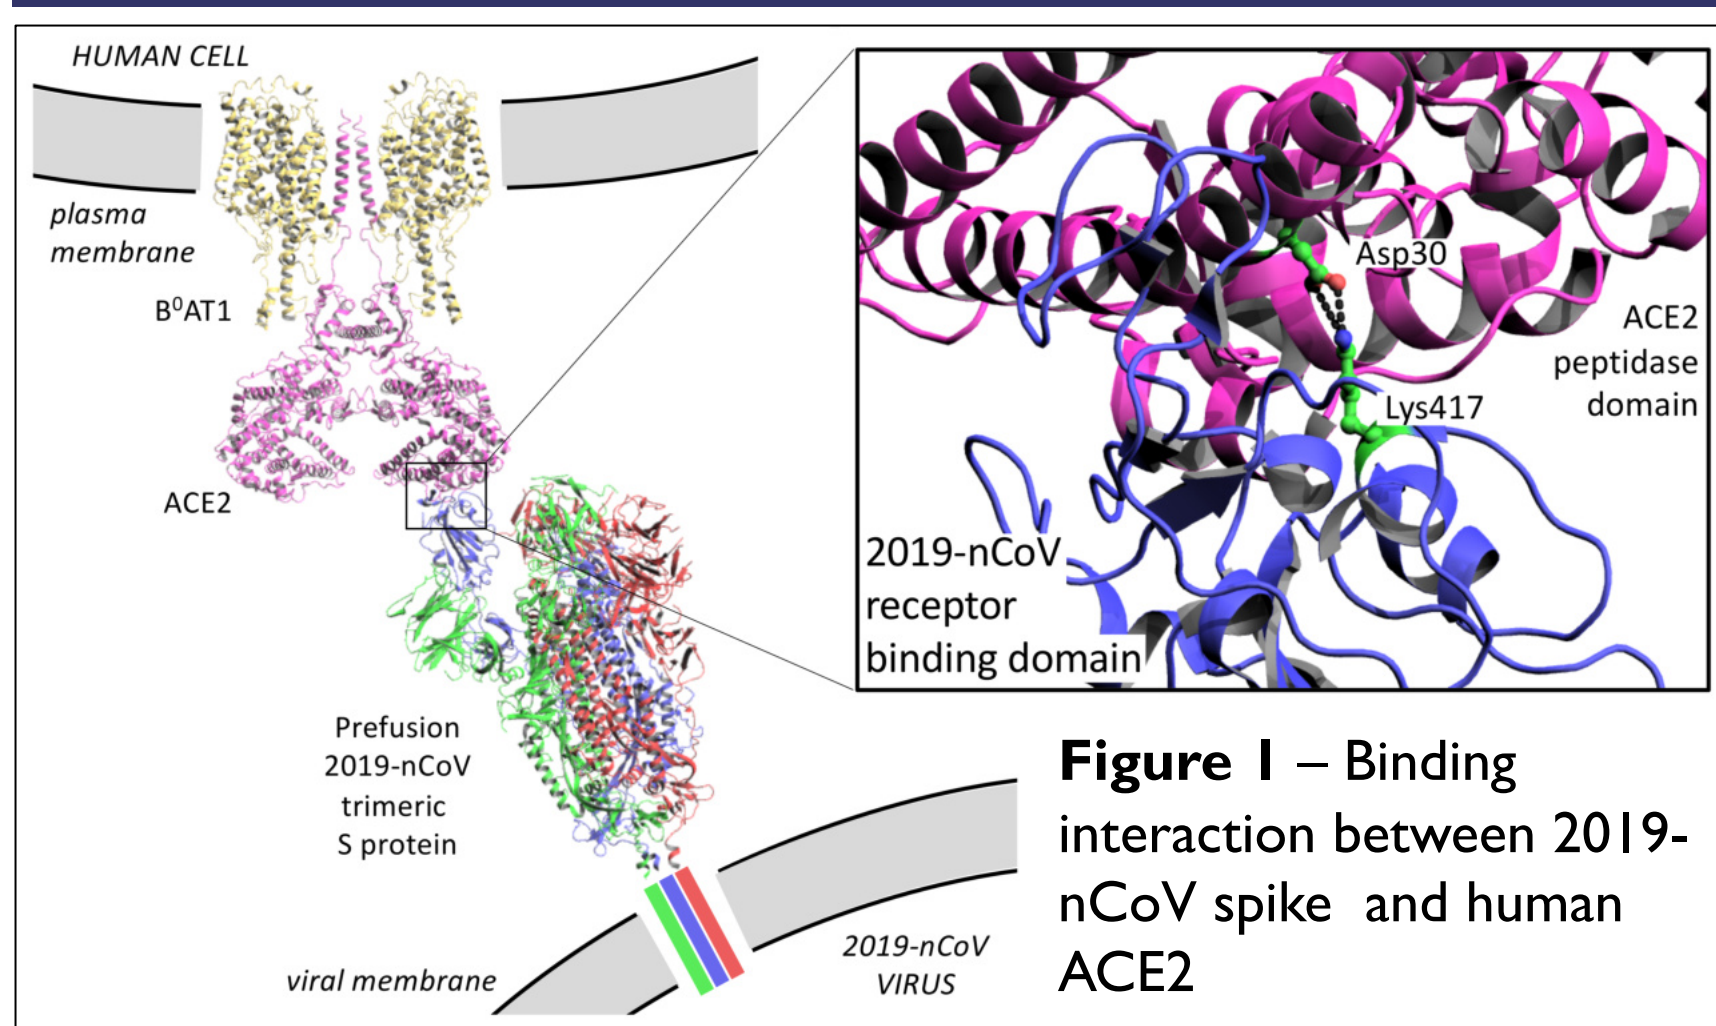 HUMAN CELL
plasma
membrane
B⁰AT1
ACE2
Prefusion
2019-nCoV
trimeric
S protein
viral membrane
2019-nCoV
VIRUS
Asp30
ACE2
peptidase
domain
Lys417
2019-nCoV
receptor
binding domain
Figure 1 – Binding
interaction between 2019-
nCoV spike and human
ACE2